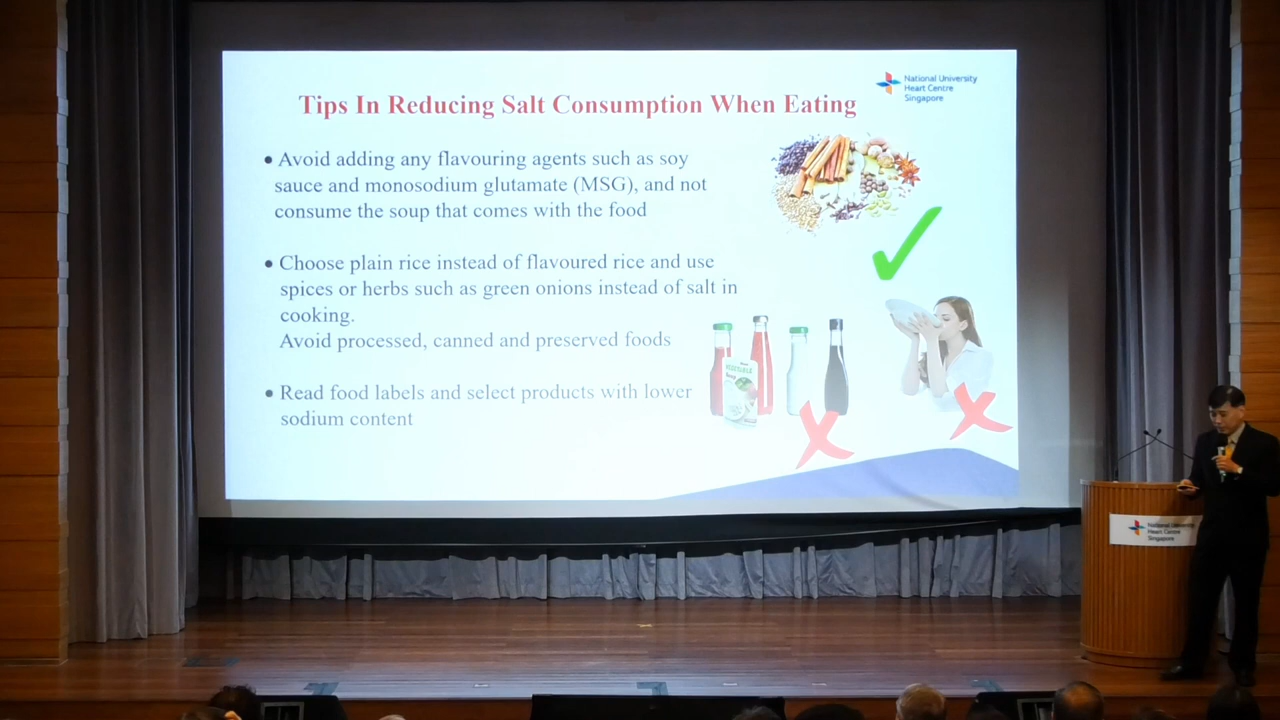 National University
Heart Centre
Singapore
Tips In Reducing Salt Consumption When Eating
• Avoid adding any flavouring agents such as soy
sauce and monosodium glutamate (MSG), and not
consume the soup that comes with the food
• Choose plain rice instead of flavoured rice and use
spices or herbs such as green onions instead of salt in
cooking.
Avoid processed, canned and preserved foods
• Read food labels and select products with lower
sodium content
VEGETABLE
National University
Heart Centre
Singapore